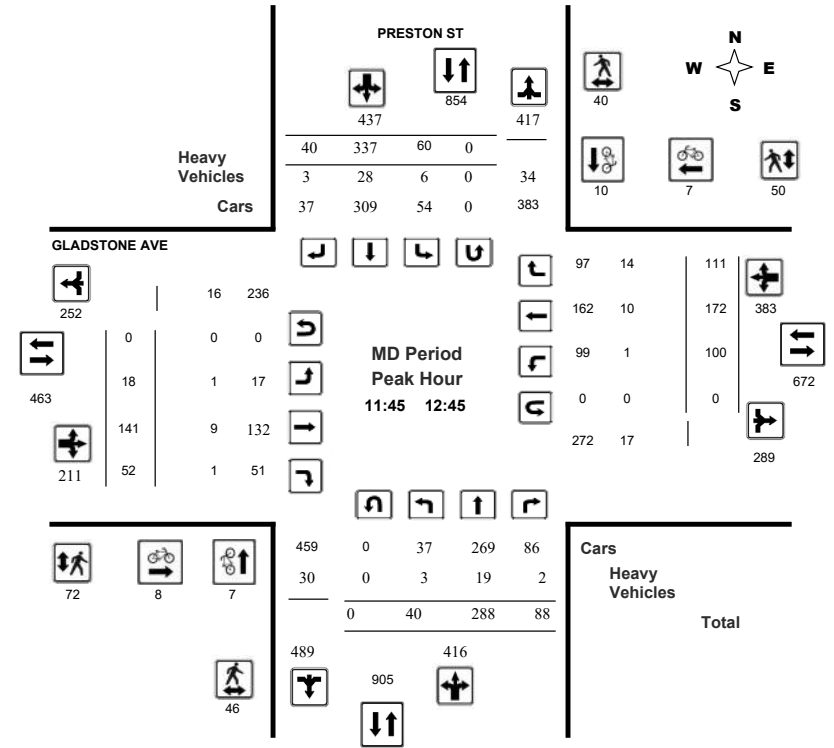 PRESTON ST
N
W E
S
854
40
437
417
40 337 60 0
Heavy
Vehicles
3 28 6 0 34
Cars
37 309 54 0 383
10 7 50
GLADSTONE AVE
252
16 236
97 14 111
383
162 10 172
463
0 0 0
18 1 17
MD Period
Peak Hour
11:45 12:45
99 1 100
672
0 0 0
141 9 132
211
52 1 51
272 17
289
72 8 7
459 0 37 269 86
Cars
30 0 3 19 2
Heavy
Vehicles
0 40 288 88
Total
489 416
905
46